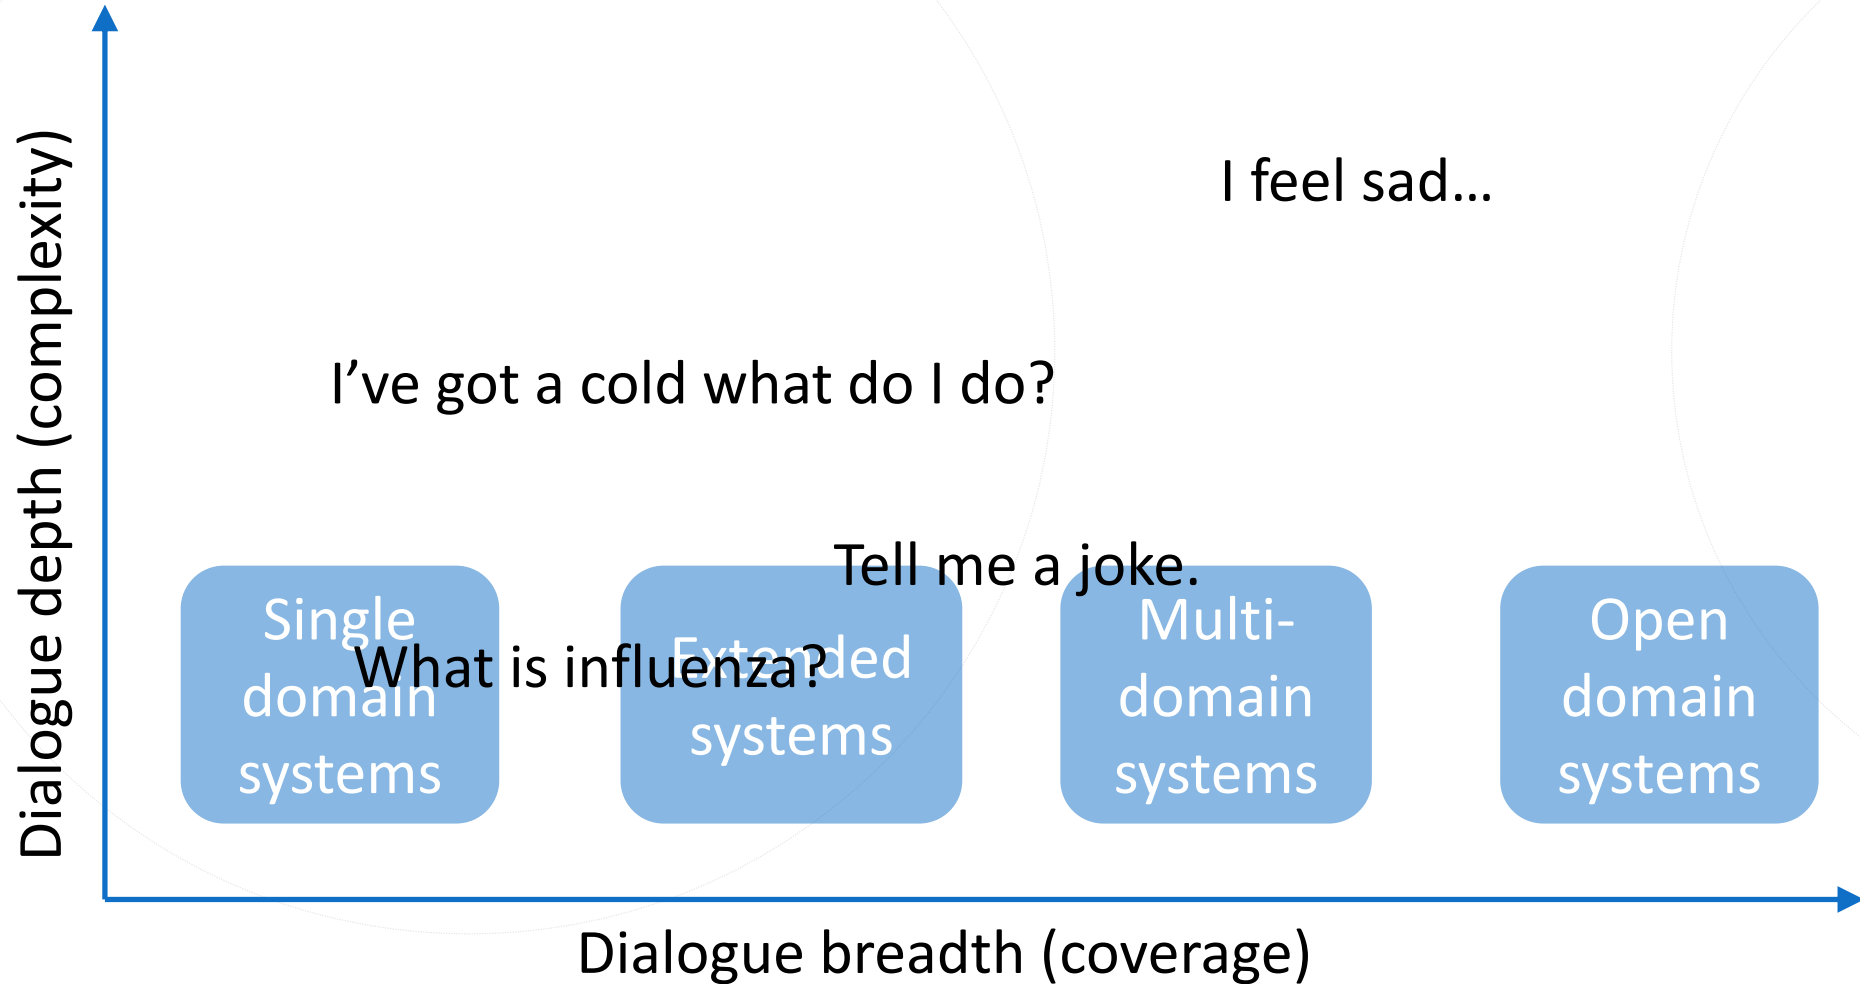 Dialogue depth (complexity)
I feel sad…
I’ve got a cold what do I do?
Tell me a joke.
What is influenza?
Single
domain
systems
Extended
systems
Multi-
domain
systems
Open
domain
systems
Dialogue breadth (coverage)